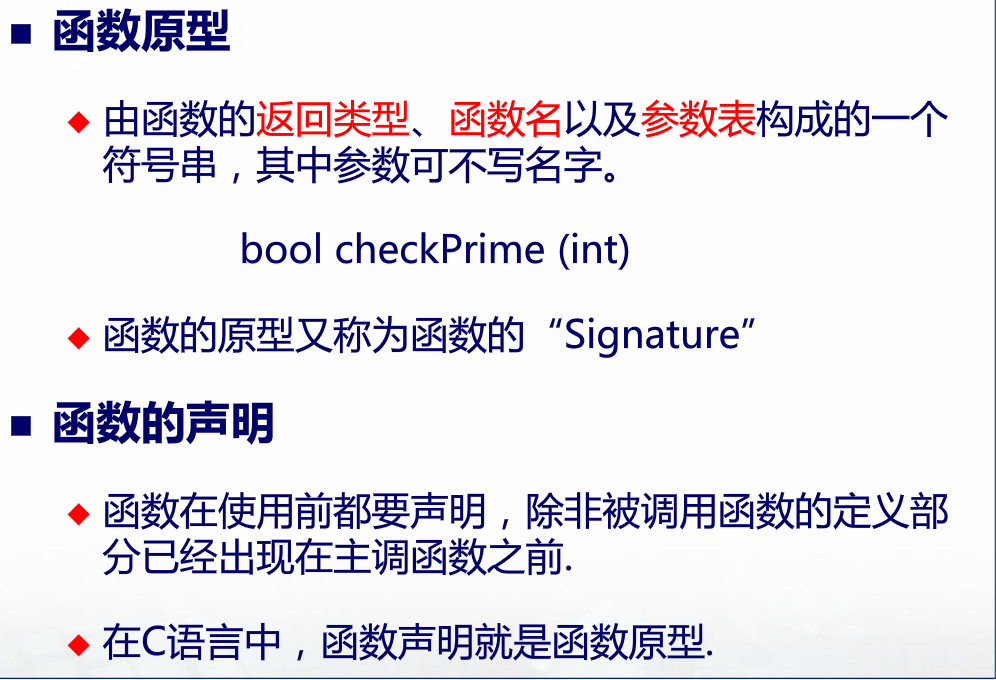 函数原型
由函数的返回类型、函数名以及参数表构成的一个
符号串，其中参数可不写名字。
bool checkPrime (int)
函数的原型又称为函数的“Signature”
函数的声明
函数在使用前都要声明，除非被调用函数的定义部
分已经出现在主调函数之前.
在C语言中，函数声明就是函数原型.